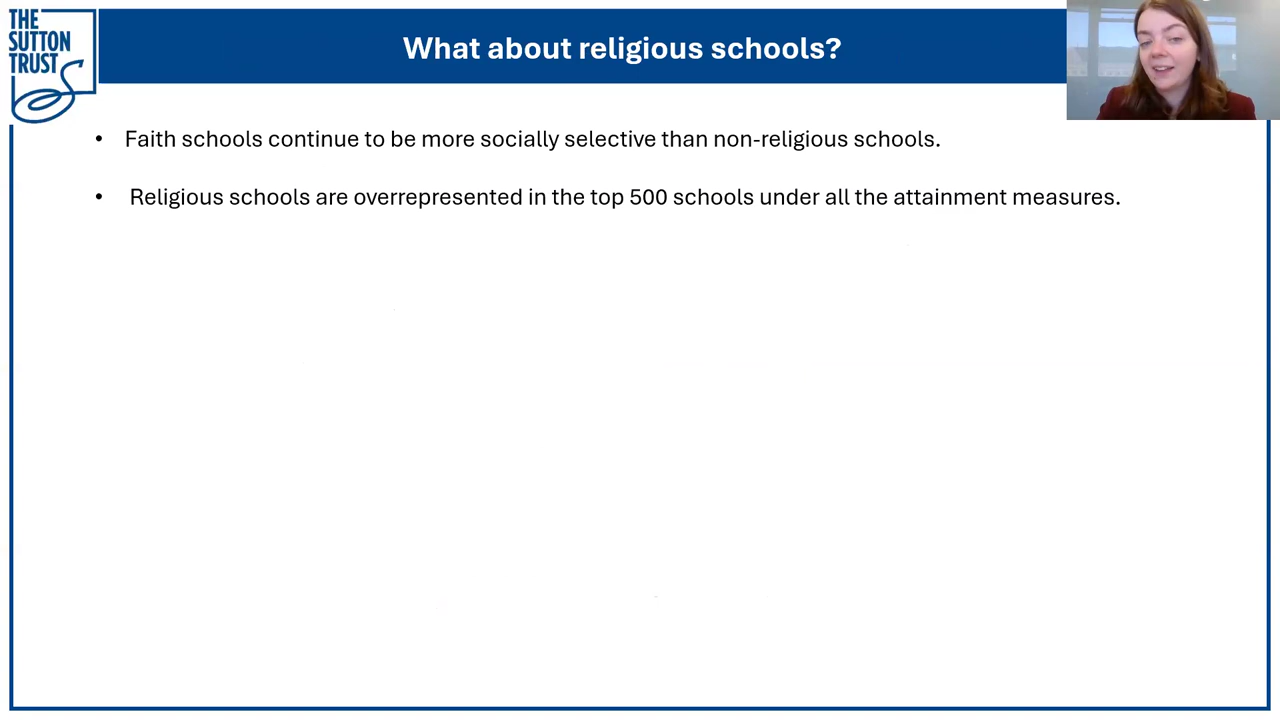 THE
SUTTON
TRUST
What about religious schools?
• Faith schools continue to be more socially selective than non-religious schools.
• Religious schools are overrepresented in the top 500 schools under all the attainment measures.